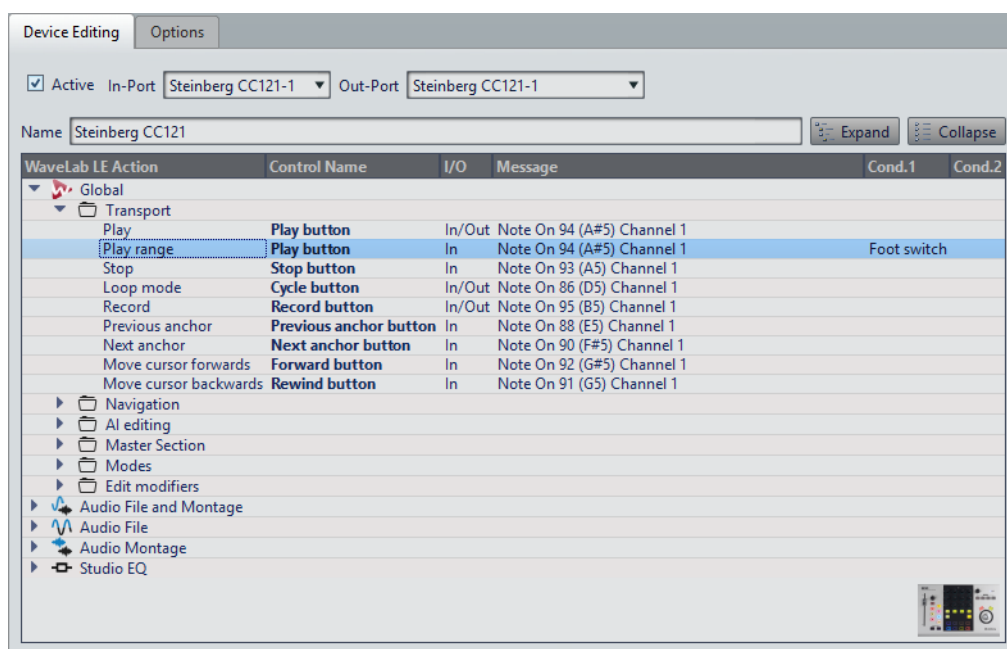 Device Editing Options
Active In-Port Steinberg CC121-1 Out-Port Steinberg CC121-1
Name Steinberg CC121 Expand Collapse
WaveLab LE Action Control Name I/O Message Cond.1 Cond.2
Global
Transport
Play Play button In/Out Note On 94 (A#5) Channel 1
Play range Play button In Note On 94 (A#5) Channel 1 Foot switch
Stop Stop button In Note On 93 (A5) Channel 1
Loop mode Cycle button In/Out Note On 86 (D5) Channel 1
Record Record button In/Out Note On 95 (B5) Channel 1
Previous anchor Previous anchor button In Note On 88 (E5) Channel 1
Next anchor Next anchor button In Note On 90 (F#5) Channel 1
Move cursor forwards Forward button In Note On 92 (G#5) Channel 1
Move cursor backwards Rewind button In Note On 91 (G5) Channel 1
Navigation
AI editing
Master Section
Modes
Edit modifiers
Audio File and Montage
Audio File
Audio Montage
Studio EQ